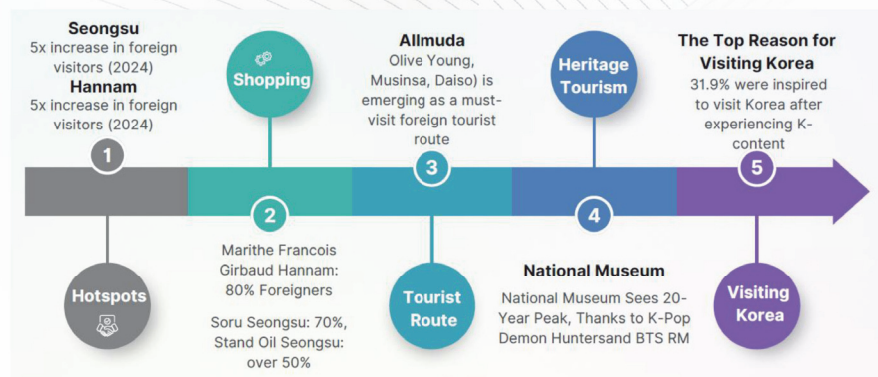 Seongsu
5x increase in foreign
visitors (2024)
Hannam
5x increase in foreign
visitors (2024)
1
Hotspots
Shopping
2
Marithe Francois
Girbaud Hannam:
80% Foreigners
Soru Seongsu: 70%,
Stand Oil Seongsu:
over 50%
Allmuda
Olive Young,
Musinsa, Daiso) is
emerging as a must-
visit foreign tourist
route
3
Tourist
Route
Heritage
Tourism
4
National Museum
National Museum Sees 20-
Year Peak, Thanks to K-Pop
Demon Huntersand BTS RM
The Top Reason for
Visiting Korea
31.9% were inspired
to visit Korea after
experiencing K-
content
5
Visiting
Korea